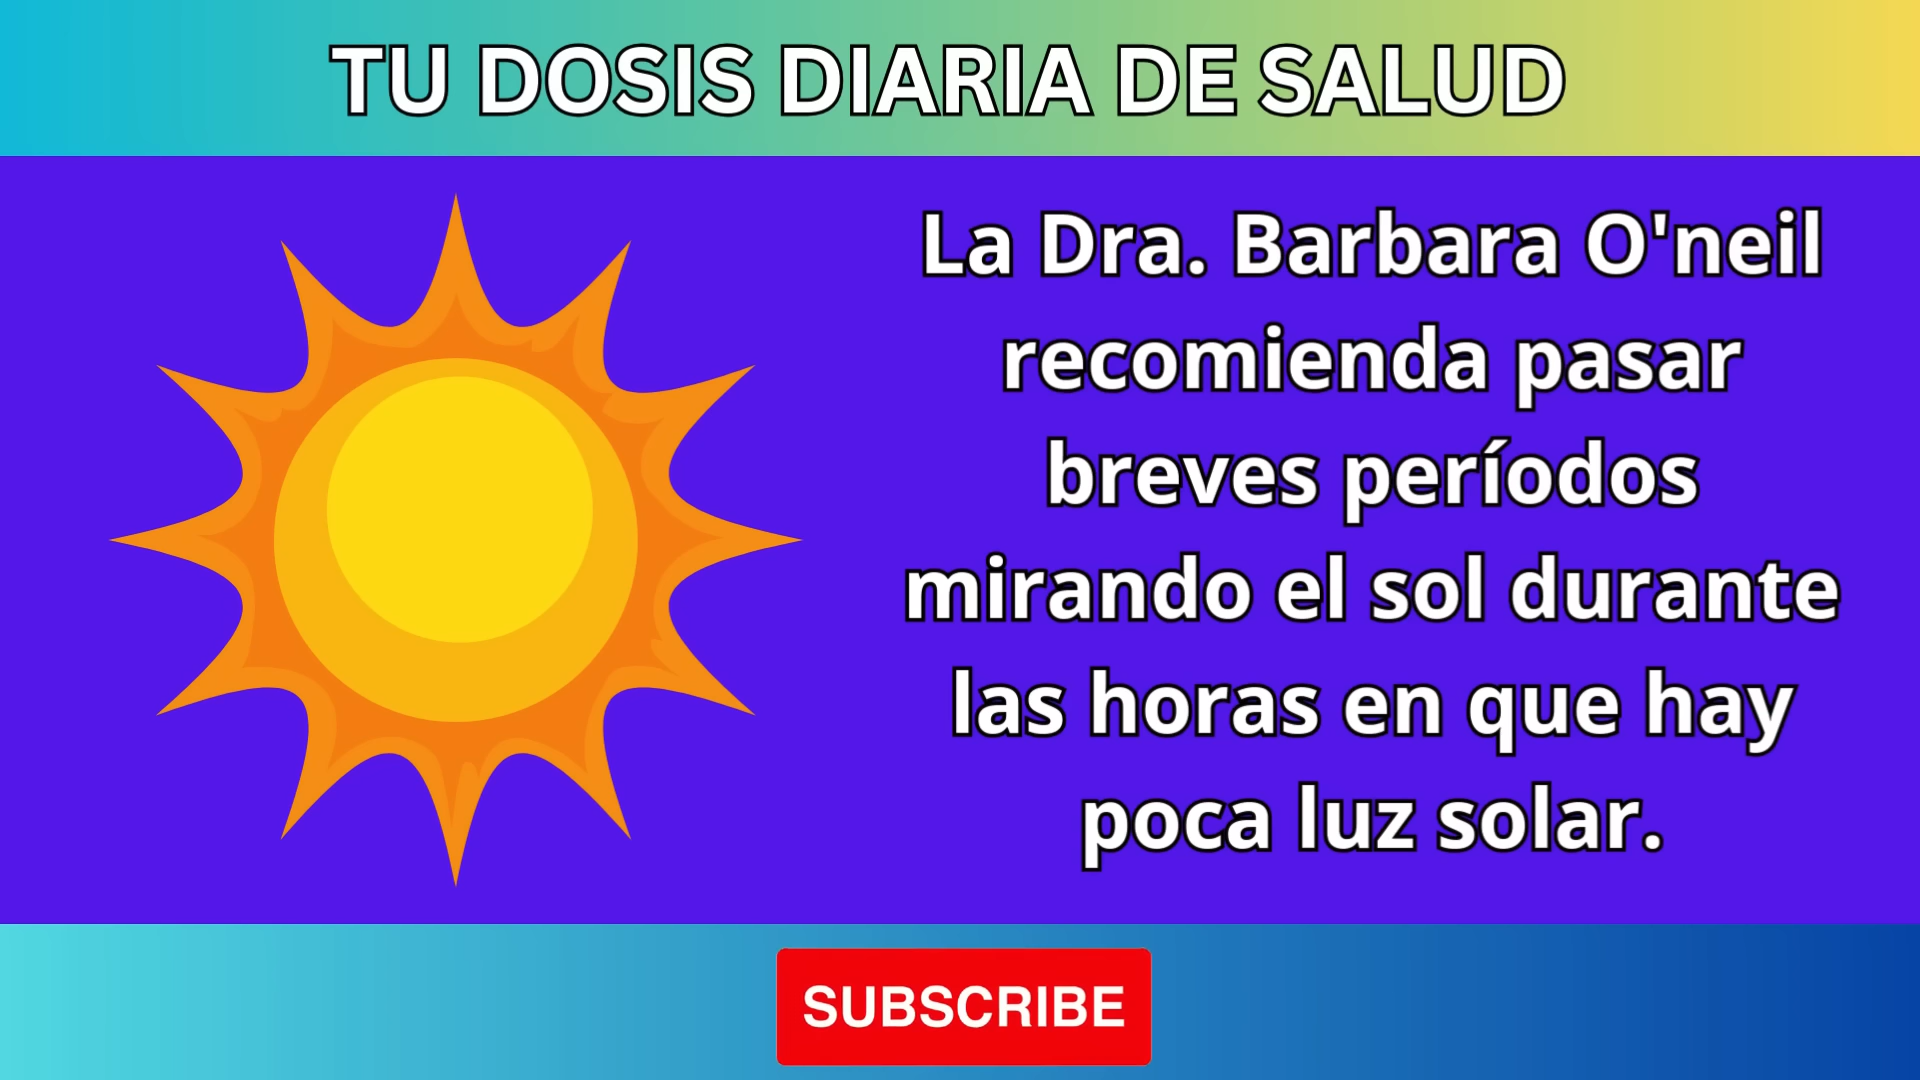 TU DOSIS DIARIA DE SALUD
La Dra. Barbara O'neil
recomienda pasar
breves períodos
mirando el sol durante
las horas en que hay
poca luz solar.
SUBSCRIBE